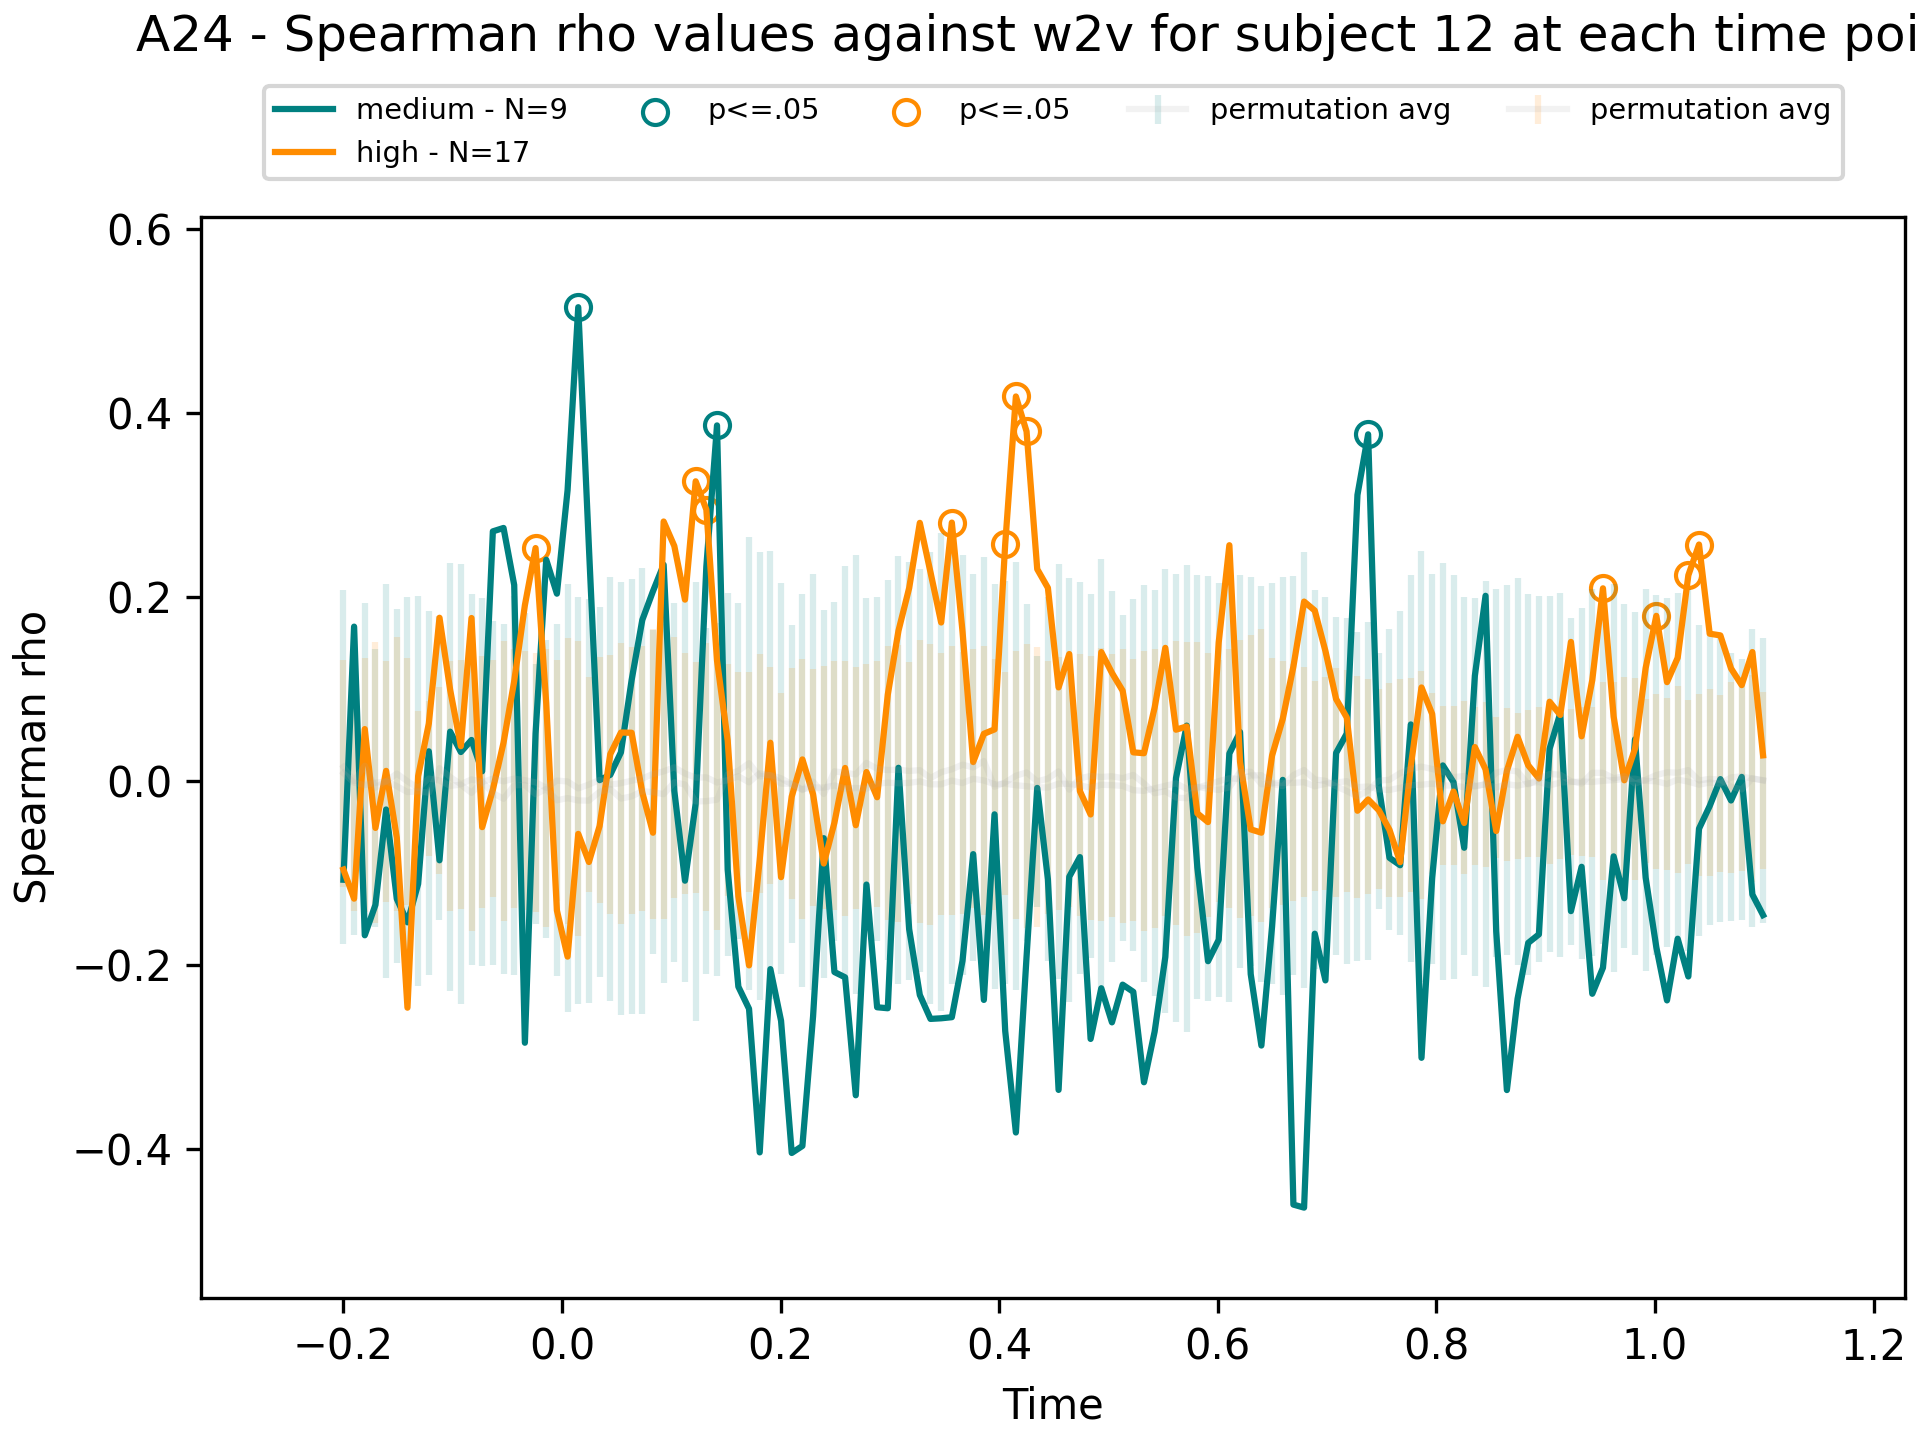 A24 - Spearman rho values against w2v for subject 12 at each time poi
medium - N=9 p<=.05 p<=.05 permutation avg permutation avg
high - N=17
0.6
0.4
0.2
0.0
−0.2
−0.4
Spearman rho
−0.2 0.0 0.2 0.4 0.6 0.8 1.0 1.2
Time